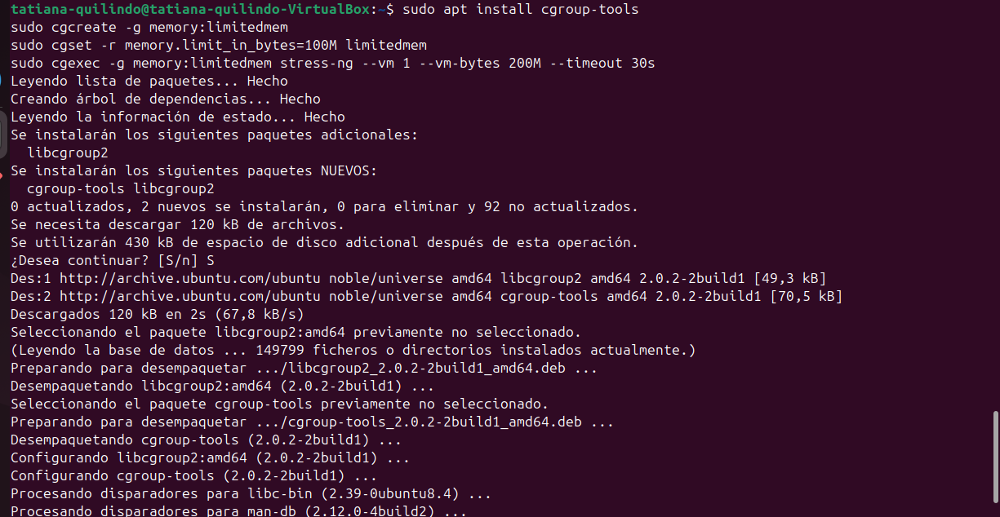 tatiana-quilindo@tatiana-quilindo-VirtualBox:~$ sudo apt install cgroup-tools
sudo cgcreate -g memory:limitedmem
sudo cgset -r memory.limit_in_bytes=100M limitedmem
sudo cgexec -g memory:limitedmem stress-ng --vm 1 --vm-bytes 200M --timeout 30s
Leyendo lista de paquetes... Hecho
Creando árbol de dependencias... Hecho
Leyendo la información de estado... Hecho
Se instalarán los siguientes paquetes adicionales:
  libcgroup2
Se instalarán los siguientes paquetes NUEVOS:
  cgroup-tools libcgroup2
0 actualizados, 2 nuevos se instalarán, 0 para eliminar y 92 no actualizados.
Se necesita descargar 120 kB de archivos.
Se utilizarán 430 kB de espacio de disco adicional después de esta operación.
¿Desea continuar? [S/n] S
Des:1 http://archive.ubuntu.com/ubuntu noble/universe amd64 libcgroup2 amd64 2.0.2-2build1 [49,3 kB]
Des:2 http://archive.ubuntu.com/ubuntu noble/universe amd64 cgroup-tools amd64 2.0.2-2build1 [70,5 kB]
Descargados 120 kB en 2s (67,8 kB/s)
Seleccionando el paquete libcgroup2:amd64 previamente no seleccionado.
(Leyendo la base de datos ... 149799 ficheros o directorios instalados actualmente.)
Preparando para desempaquetar .../libcgroup2_2.0.2-2build1_amd64.deb ...
Desempaquetando libcgroup2:amd64 (2.0.2-2build1) ...
Seleccionando el paquete cgroup-tools previamente no seleccionado.
Preparando para desempaquetar .../cgroup-tools_2.0.2-2build1_amd64.deb ...
Desempaquetando cgroup-tools (2.0.2-2build1) ...
Configurando libcgroup2:amd64 (2.0.2-2build1) ...
Configurando cgroup-tools (2.0.2-2build1) ...
Procesando disparadores para libc-bin (2.39-0ubuntu8.4) ...
Procesando disparadores para man-db (2.12.0-4build2) ...